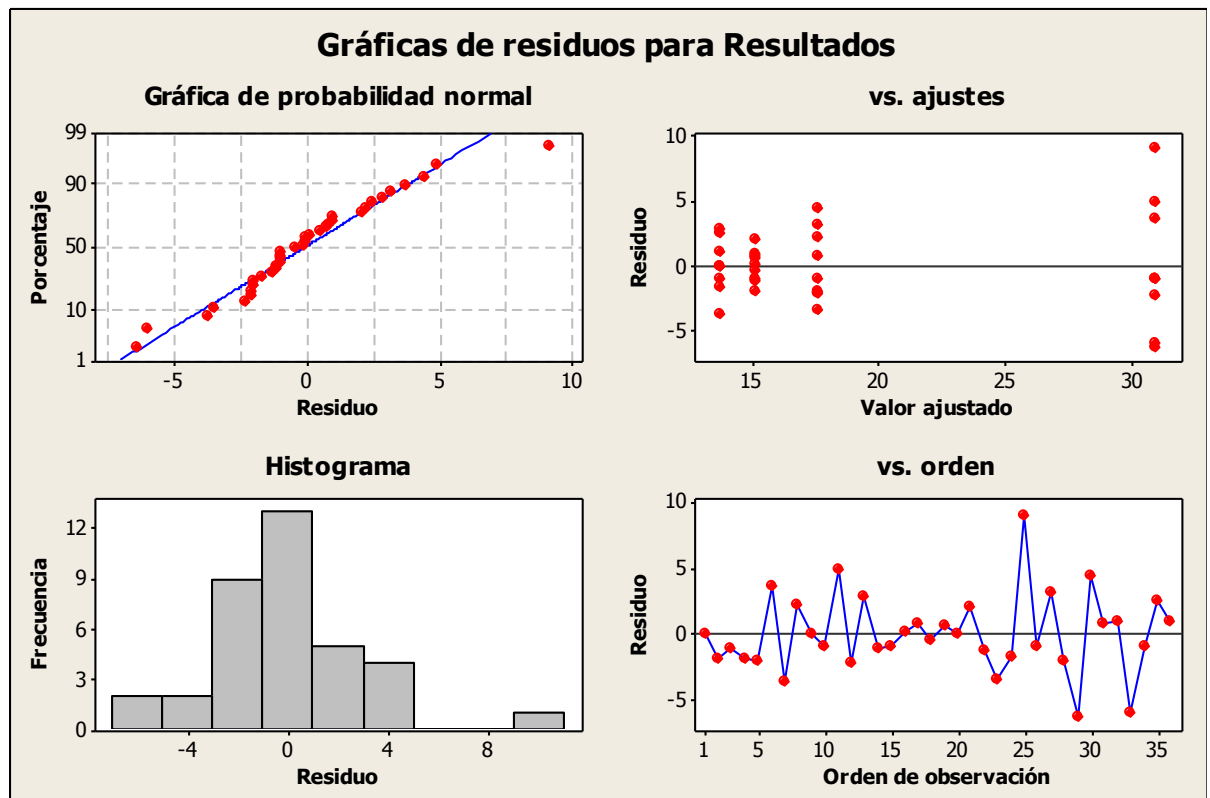 Gráficas de residuos para Resultados
Gráfica de probabilidad normal
99
90
50
10
1
Porcentaje
-5
0
5
10
Residuo
vs. ajustes
10
5
0
-5
Residuo
15
20
25
30
Valor ajustado
Histograma
12
9
6
3
0
Frecuencia
-4
0
4
8
Residuo
vs. orden
10
5
0
-5
Residuo
1
5
10
15
20
25
30
35
Orden de observación